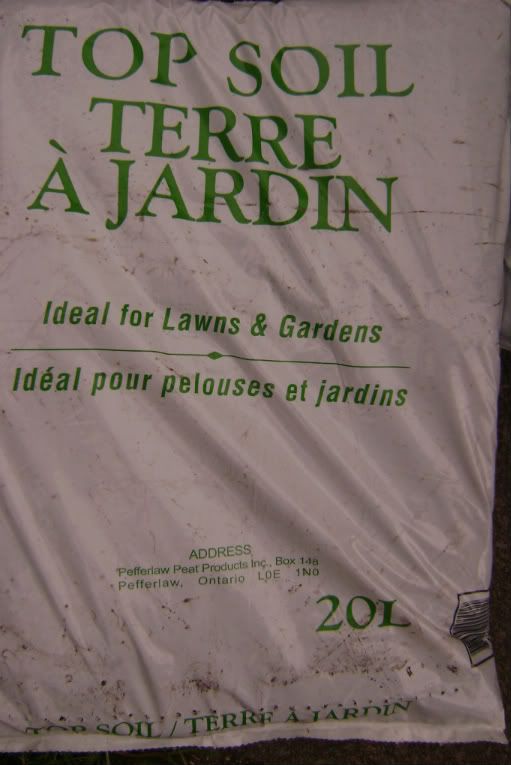 TOP SOIL
TERRE
À JARDIN
Ideal for Lawns & Gardens
Idéal pour pelouses et jardins
ADDRESS
Pefferlaw Peat Products Inc., Box 148
Pefferlaw, Ontario L0E 1N0
20L
TOP SOIL / TERRE À JARDIN